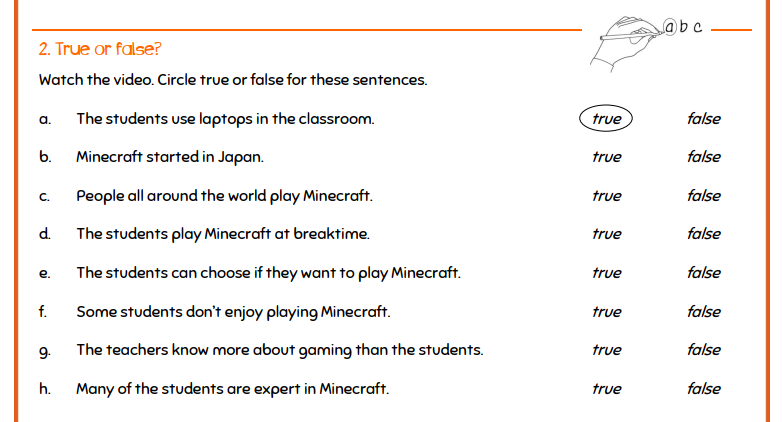 a b c
2. True or false?
Watch the video. Circle true or false for these sentences.
a. The students use laptops in the classroom. true false
b. Minecraft started in Japan. true false
c. People all around the world play Minecraft. true false
d. The students play Minecraft at breaktime. true false
e. The students can choose if they want to play Minecraft. true false
f. Some students don't enjoy playing Minecraft. true false
g. The teachers know more about gaming than the students. true false
h. Many of the students are expert in Minecraft. true false